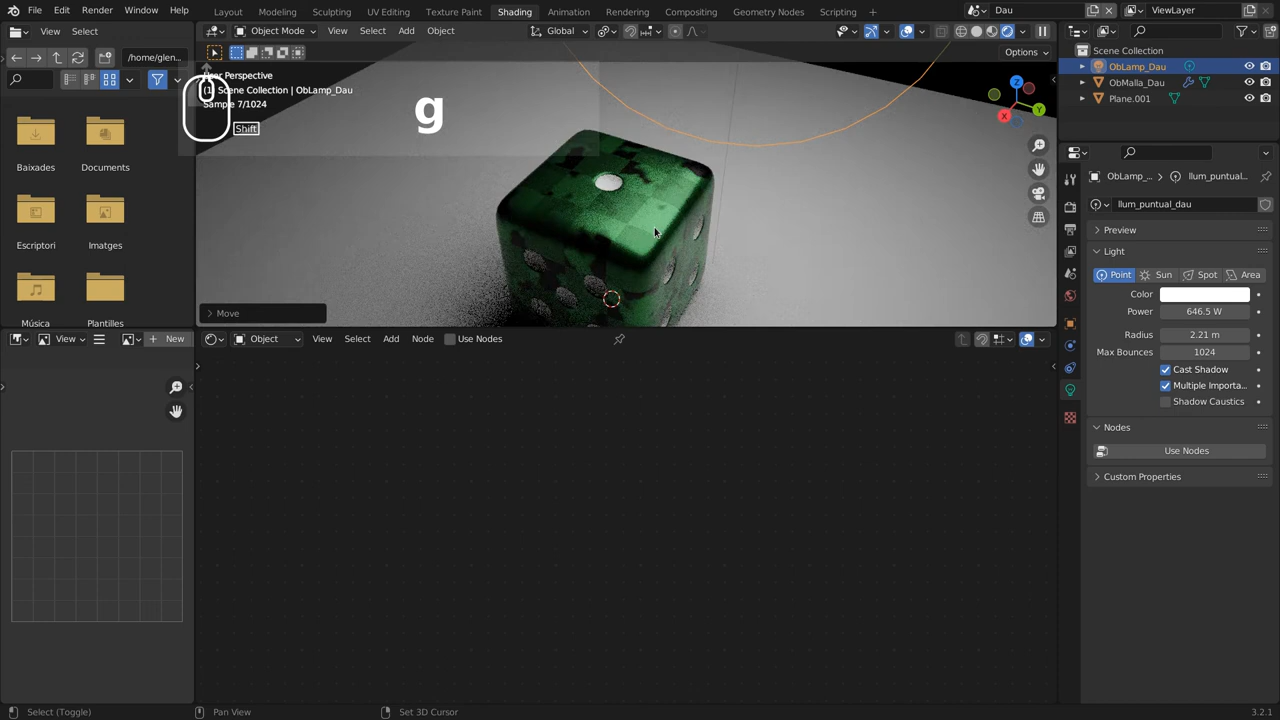 File Edit Render Window Help Layout Modeling Sculpting UV Editing Texture Paint Shading Animation Rendering Compositing Geometry Nodes Scripting + Dau ViewLayer
View Select Object Mode View Select Add Object Global
/home/glen... Options
User Perspective
(1) Scene Collection | ObLamp_Dau
Sample 7/1024
g
Shift
Baixades Documents
Escriptori Imatges
Música Plantilles
Move
View New Object View Select Add Node Use Nodes
Scene Collection
ObLamp_Dau
ObMalla_Dau
Plane.001
ObLamp_... llum_puntual...
llum_puntual_dau
Preview
Light
Point Sun Spot Area
Color
Power 646.5 W
Radius 2.21 m
Max Bounces 1024
Cast Shadow
Multiple Importa...
Shadow Caustics
Nodes
Use Nodes
Custom Properties
X Y Z
Select (Toggle) Pan View Set 3D Cursor 3.2.1